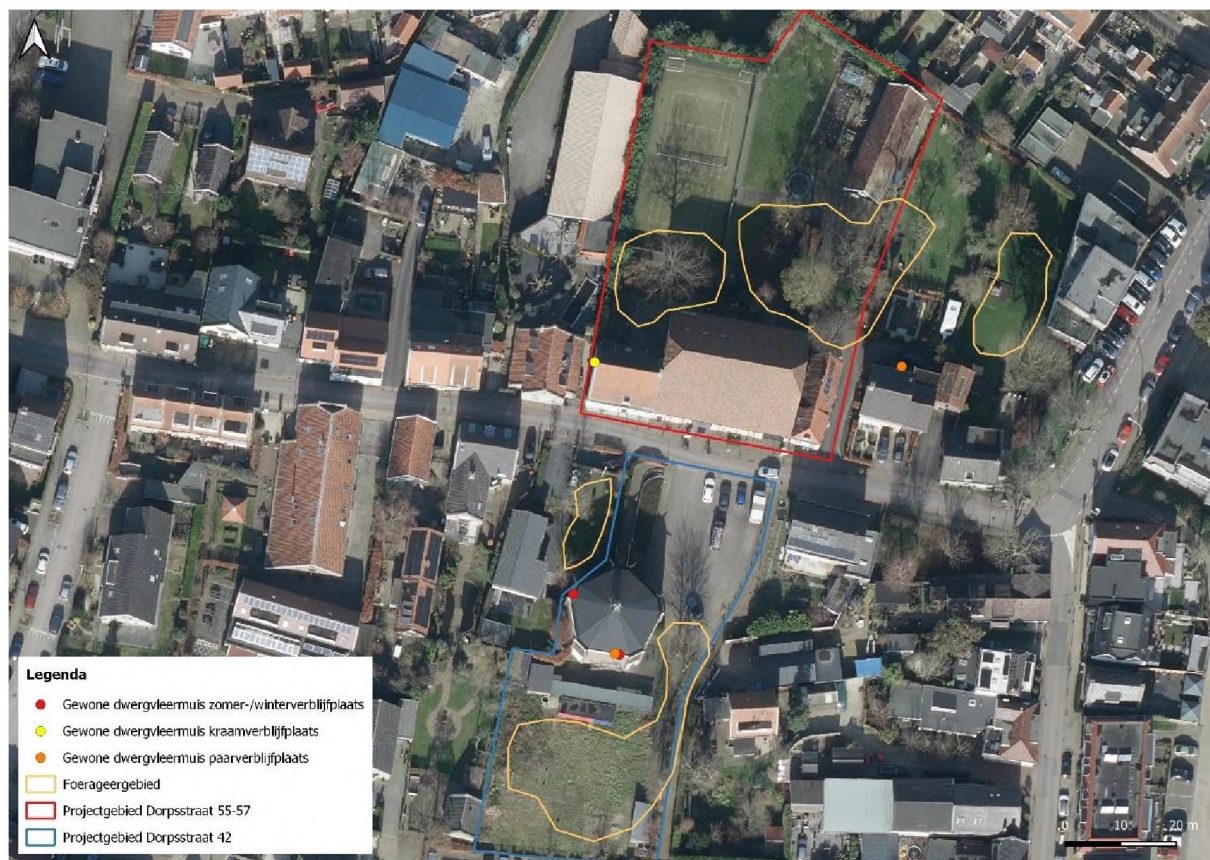 Legenda
Gewone dwergvleermuis zomer-/winterverblijfplaats
Gewone dwergvleermuis kraamverblijfplaats
Gewone dwergvleermuis paarverblijfplaats
Foerageergebied
Projectgebied Dorpsstraat 55-57
Projectgebied Dorpsstraat 42
0 10 20 m